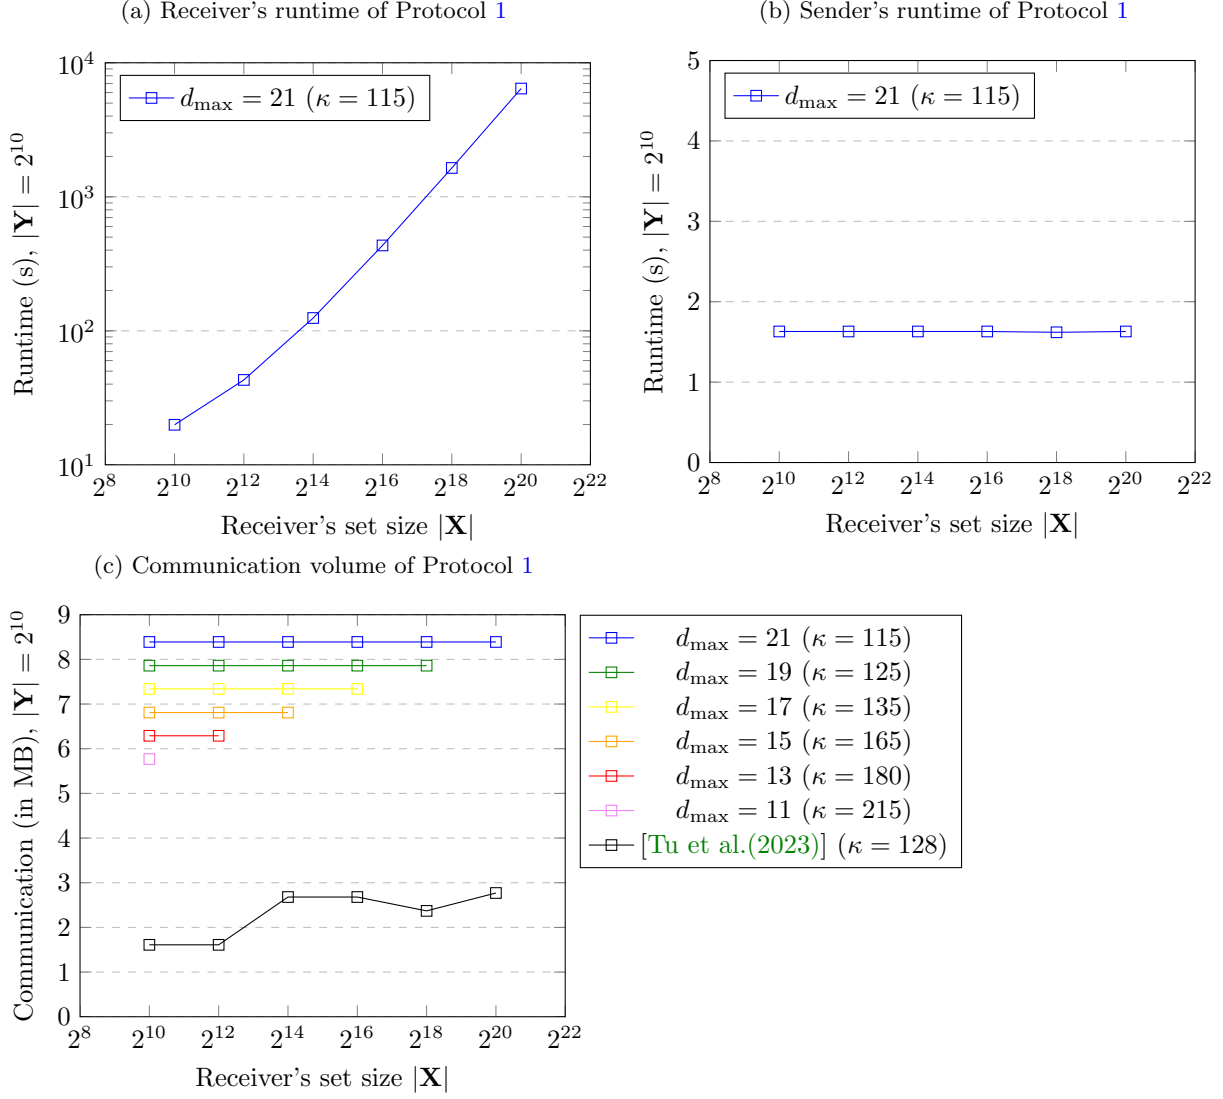 (a) Receiver's runtime of Protocol 1
d_max = 21 (κ = 115)
10^4
10^3
10^2
10^1
Runtime (s), |Y| = 2^10
2^8 2^10 2^12 2^14 2^16 2^18 2^20 2^22
Receiver's set size |X|
(b) Sender's runtime of Protocol 1
d_max = 21 (κ = 115)
5
4
3
2
1
0
Runtime (s), |Y| = 2^10
2^8 2^10 2^12 2^14 2^16 2^18 2^20 2^22
Receiver's set size |X|
(c) Communication volume of Protocol 1
9
8
7
6
5
4
3
2
1
0
Communication (in MB), |Y| = 2^10
2^8 2^10 2^12 2^14 2^16 2^18 2^20 2^22
Receiver's set size |X|
d_max = 21 (κ = 115)
d_max = 19 (κ = 125)
d_max = 17 (κ = 135)
d_max = 15 (κ = 165)
d_max = 13 (κ = 180)
d_max = 11 (κ = 215)
[Tu et al.(2023)] (κ = 128)